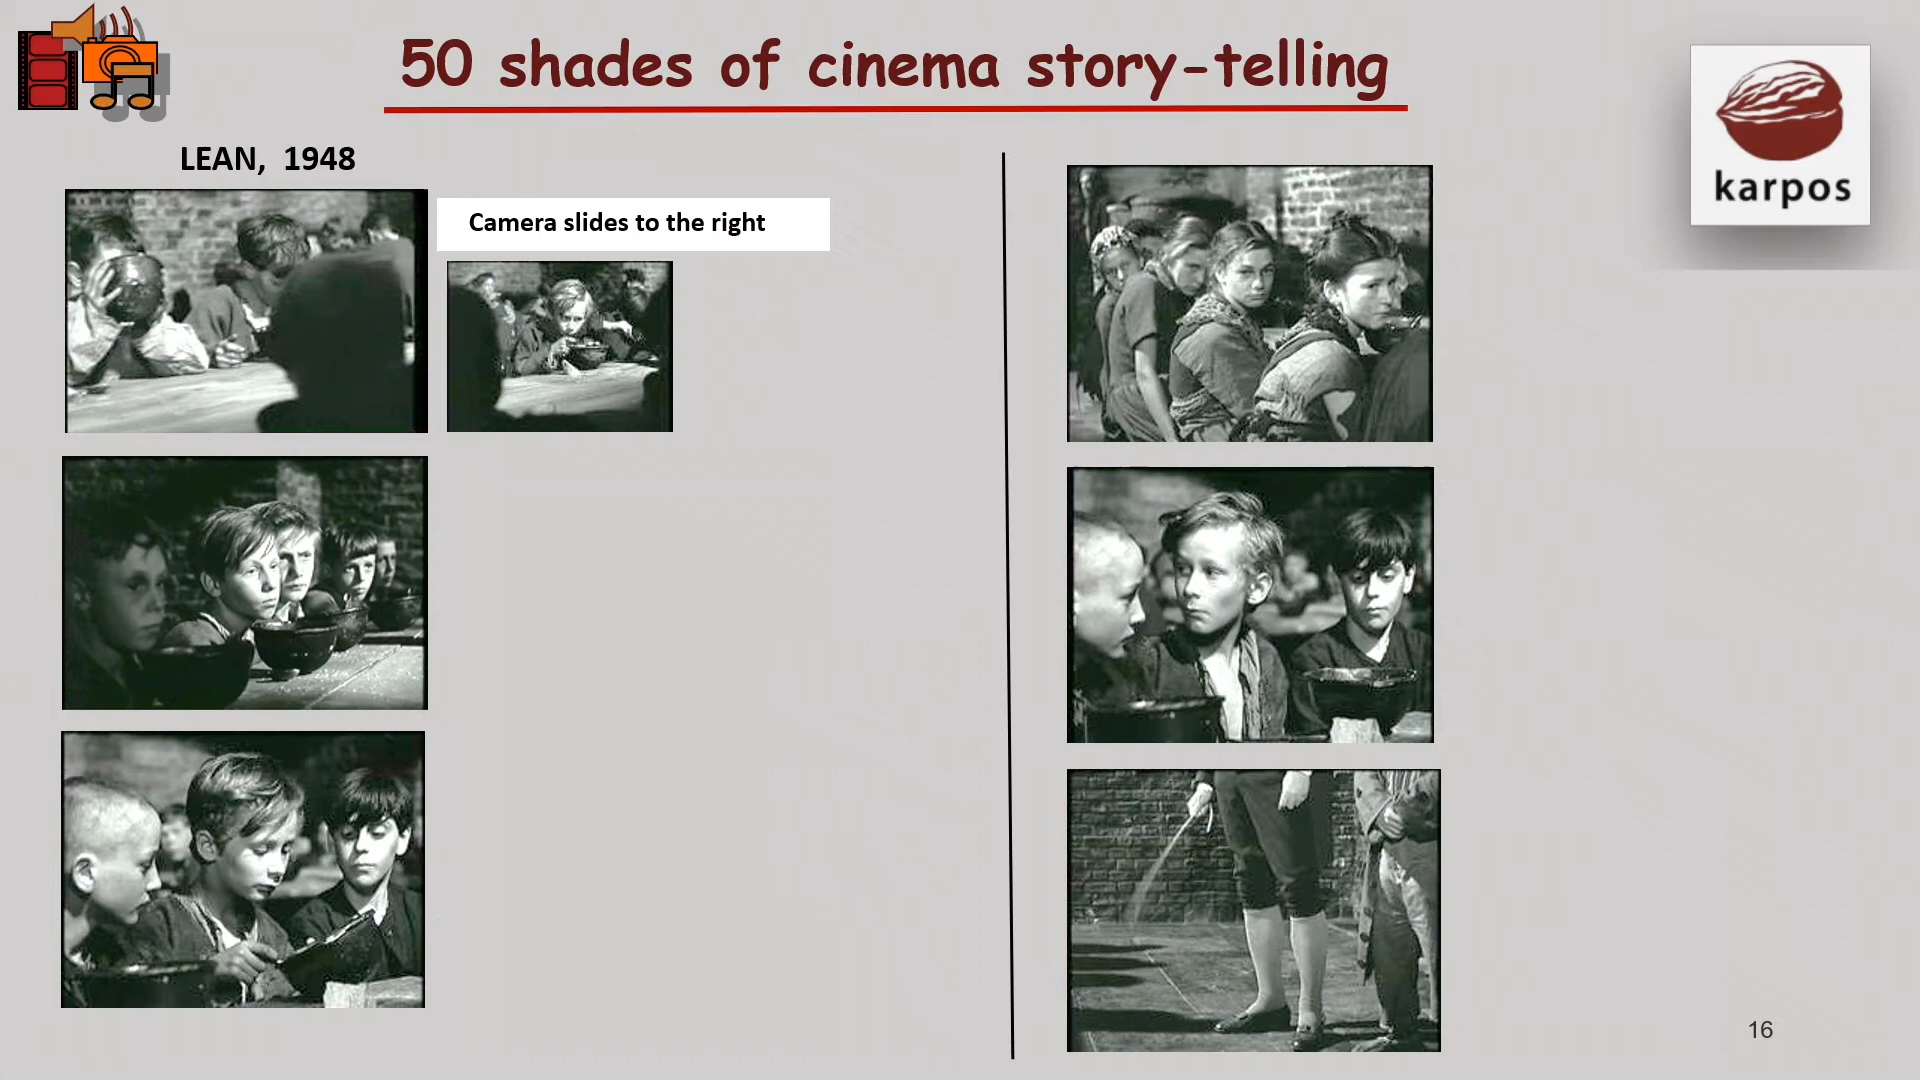 50 shades of cinema story-telling
karpos
LEAN, 1948
Camera slides to the right
16